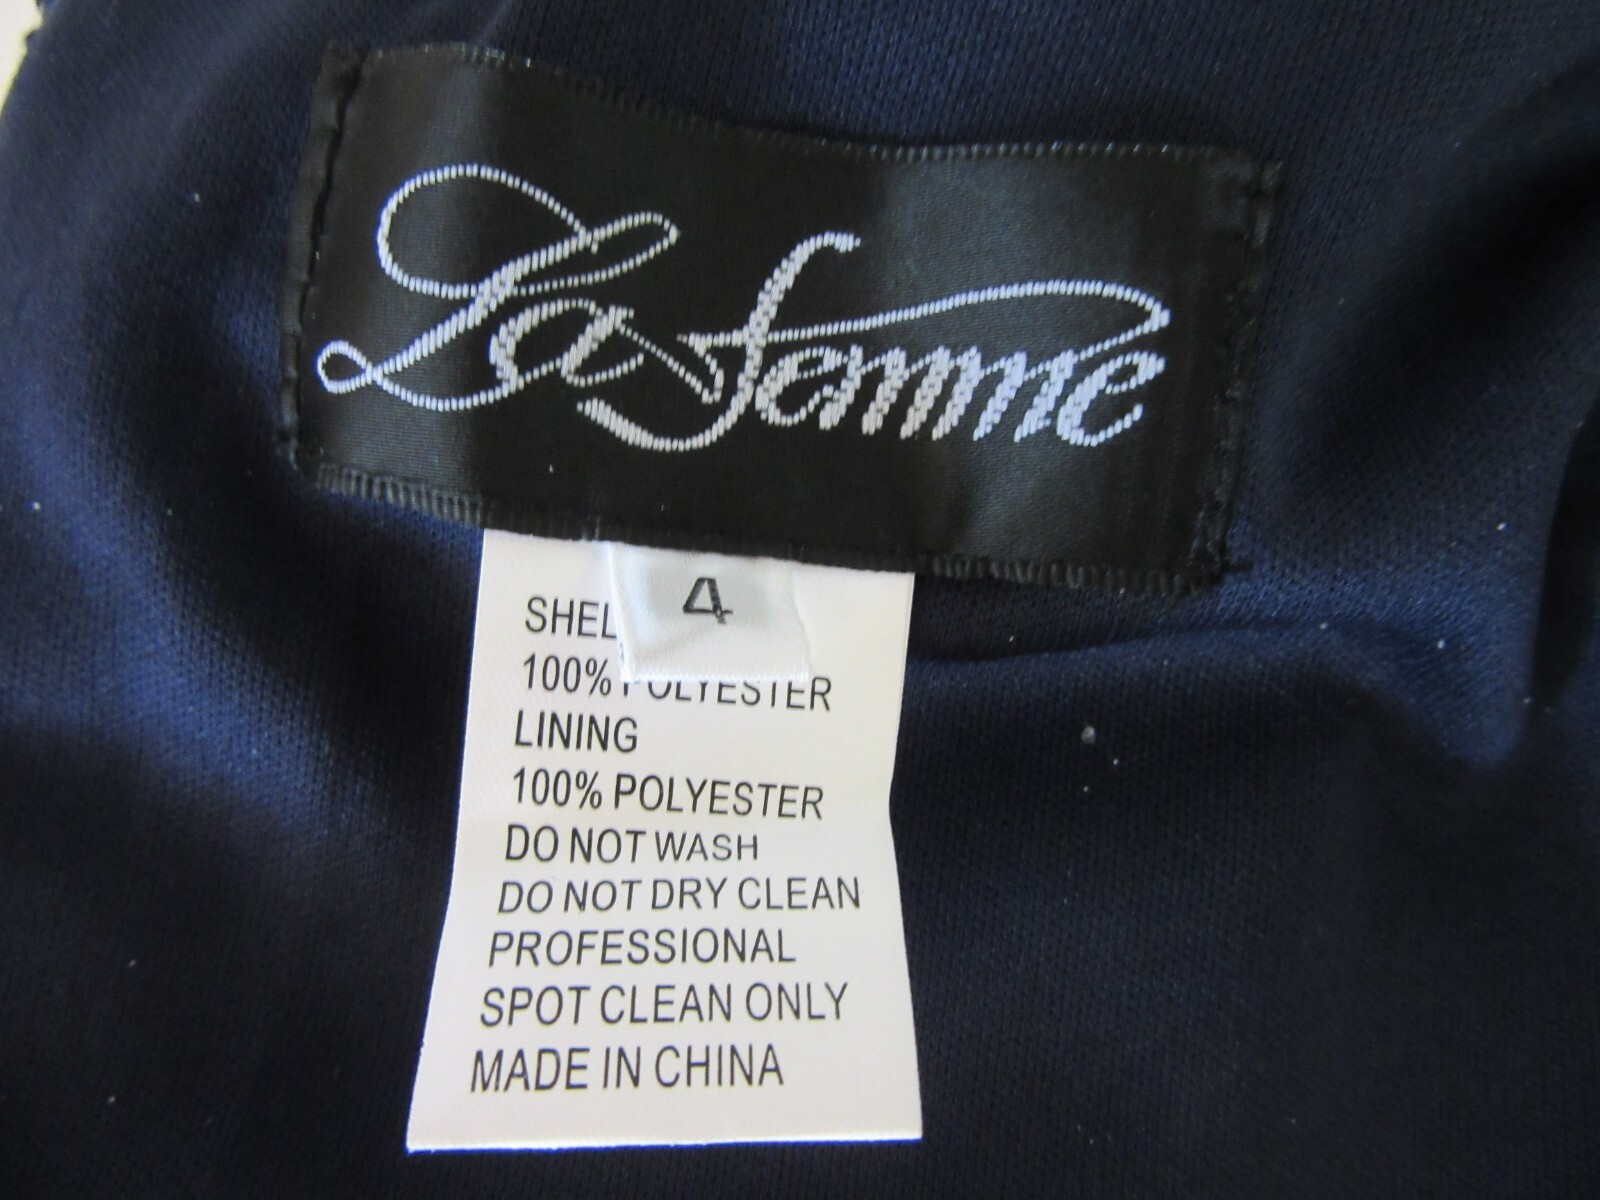 La Femme
4
SHEL
100% POLYESTER
LINING
100% POLYESTER
DO NOT WASH
DO NOT DRY CLEAN
PROFESSIONAL
SPOT CLEAN ONLY
MADE IN CHINA